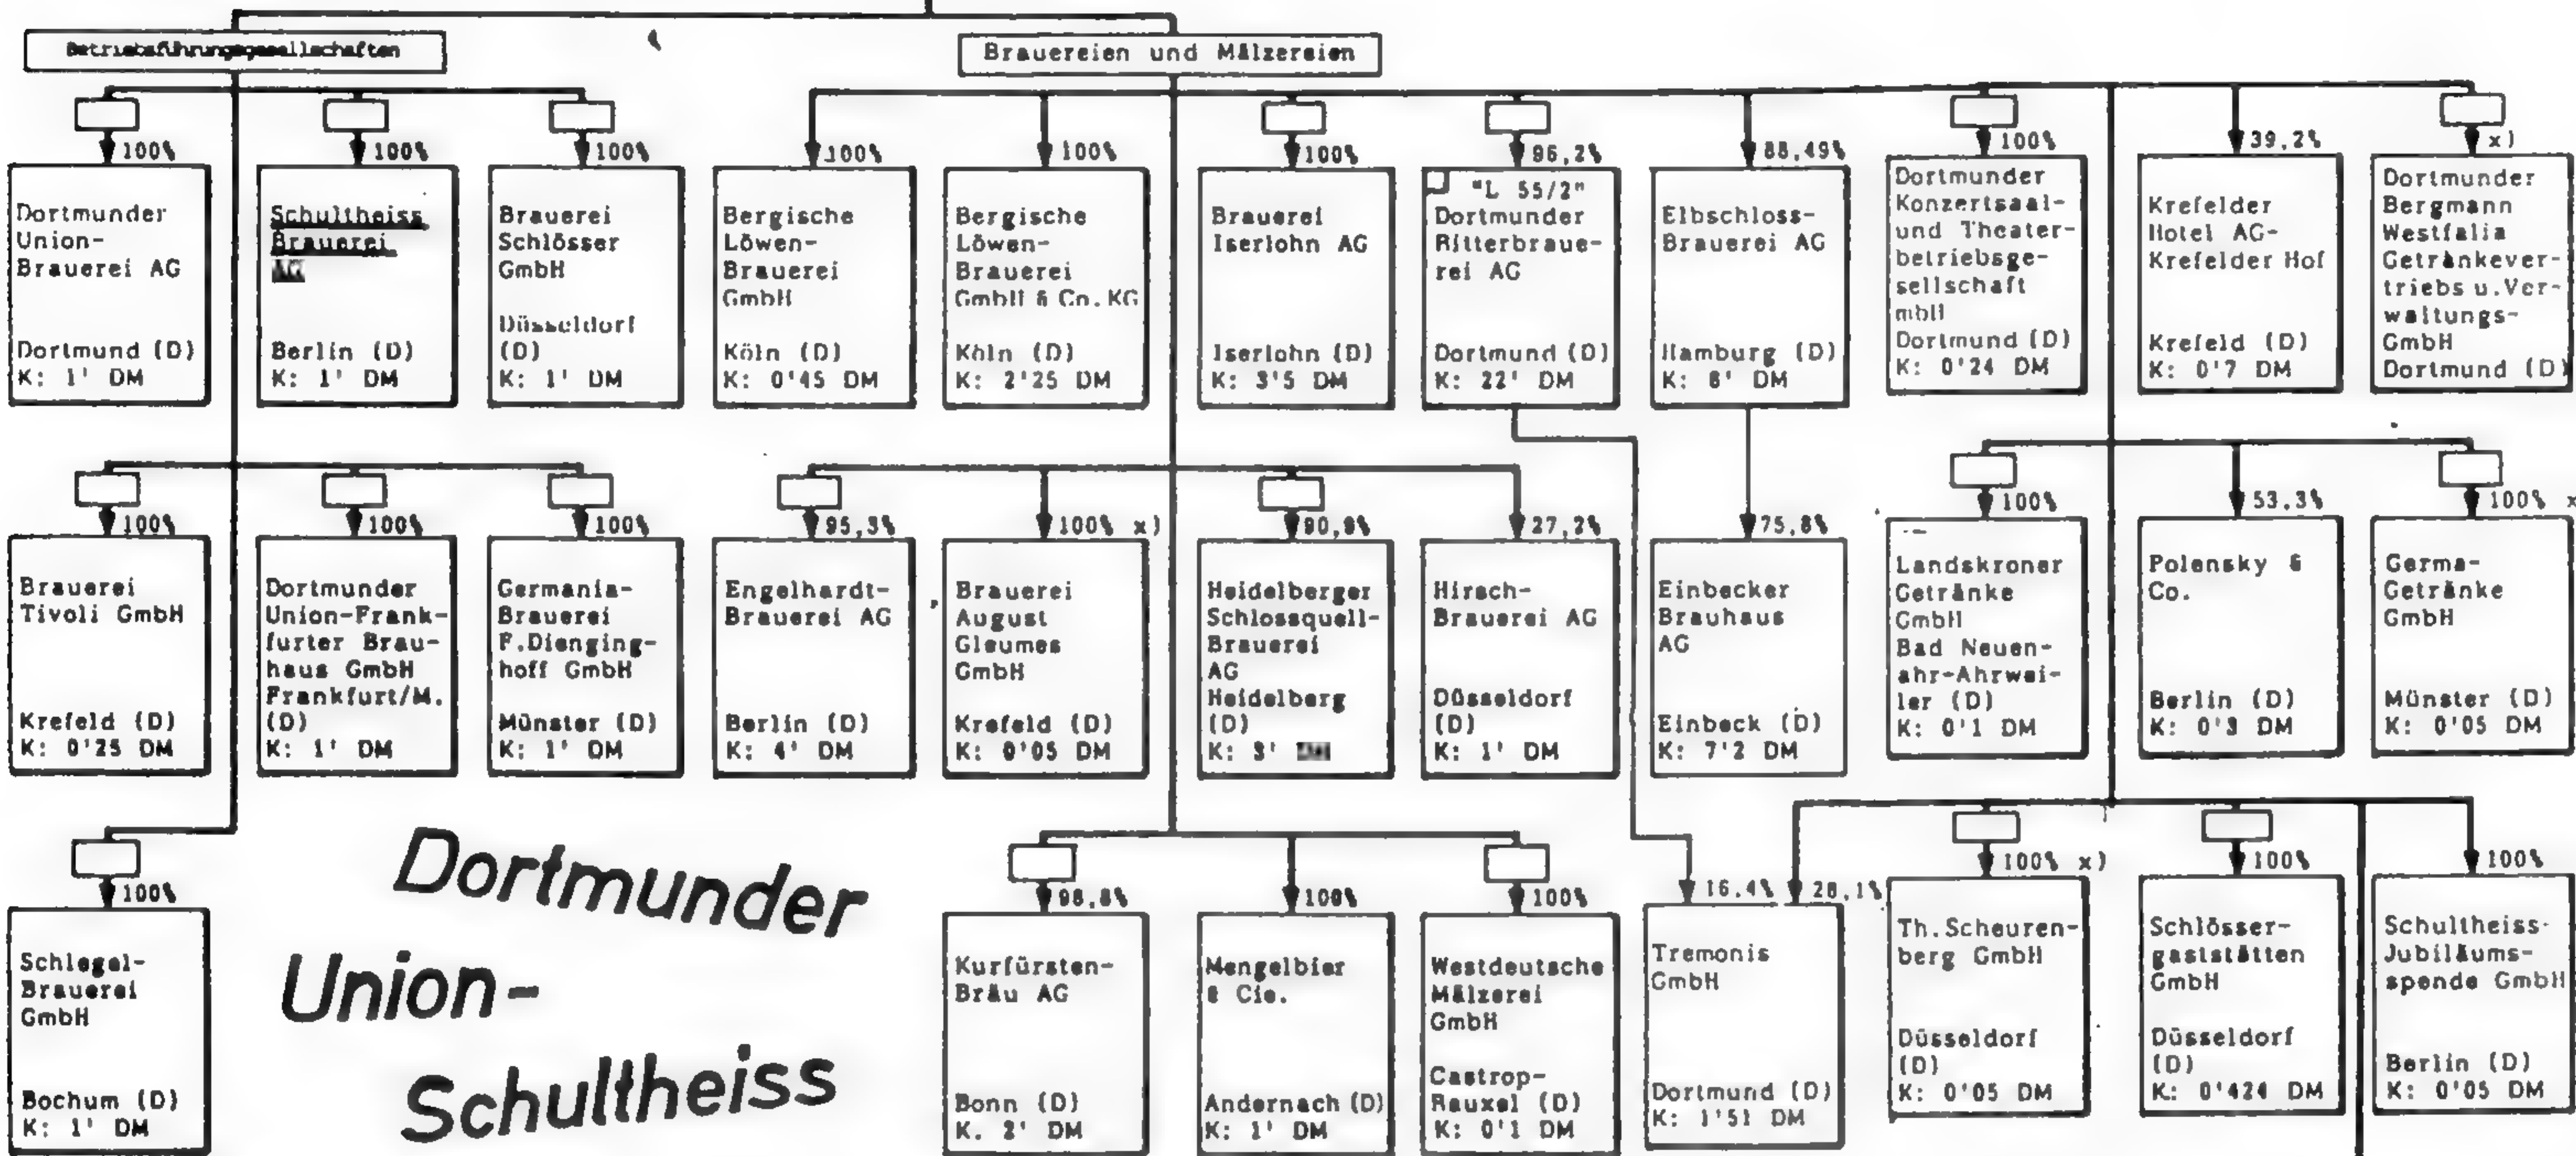 Betriebsführungsgesellschaften
Brauereien und Mälzereien
100%
Dortmunder
Union-
Brauerei AG
Dortmund (D)
K: 1' DM
100%
Schultheiss
Brauerei
AG
Berlin (D)
K: 1' DM
100%
Brauerei
Schlösser
GmbH
Düsseldorf
(D)
K: 1' DM
100%
Bergische
Löwen-
Brauerei
GmbH
Köln (D)
K: 0'45 DM
100%
Bergische
Löwen-
Brauerei
GmbH & Co. KG
Köln (D)
K: 2'25 DM
100%
Brauerei
Iserlohn AG
Iserlohn (D)
K: 3'5 DM
96,2%
"L 55/2"
Dortmunder
Ritterbraue-
rei AG
Dortmund (D)
K: 22' DM
88,49%
Elbschloss-
Brauerei AG
Hamburg (D)
K: 8' DM
100%
Dortmunder
Konzertsaal-
und Theater-
betriebsge-
sellschaft
mbH
Dortmund (D)
K: 0'24 DM
39,2%
Krefelder
Hotel AG-
Krefelder Hof
Krefeld (D)
K: 0'7 DM
x)
Dortmunder
Bergmann
Westfalia
Getränkever-
triebs u. Ver-
waltungs-
GmbH
Dortmund (D)
100%
Brauerei
Tivoli GmbH
Krefeld (D)
K: 0'25 DM
100%
Dortmunder
Union-Frank-
furter Brau-
haus GmbH
Frankfurt/M.
(D)
K: 1' DM
100%
Germania-
Brauerei
F. Dienging-
hoff GmbH
Münster (D)
K: 1' DM
95,3%
Engelhardt-
Brauerei AG
Berlin (D)
K: 4' DM
100% x)
Brauerei
August
Gleumes
GmbH
Krefeld (D)
K: 0'05 DM
90,9%
Heidelberger
Schlossquell-
Brauerei
AG
Heidelberg
(D)
K: 3' DM
27,2%
Hirsch-
Brauerei AG
Düsseldorf
(D)
K: 1' DM
75,8%
Einbecker
Brauhaus
AG
Einbeck (D)
K: 7'2 DM
100%
Landskroner
Getränke
GmbH
Bad Neuen-
ahr-Ahrwei-
ler (D)
K: 0'1 DM
53,3%
Polensky &
Co.
Berlin (D)
K: 0'3 DM
100% x
Germa-
Getränke
GmbH
Münster (D)
K: 0'05 DM
100%
Schlegel-
Brauerei
GmbH
Bochum (D)
K: 1' DM
Dortmunder
Union-
Schultheiss
98,8%
Kurfürsten-
Bräu AG
Bonn (D)
K. 2' DM
100%
Mengelbier
& Cie.
Andernach (D)
K: 1' DM
100%
Westdeutsche
Mälzerei
GmbH
Castrop-
Rauxel (D)
K: 0'1 DM
16,4% 28,1%
Tremonis
GmbH
Dortmund (D)
K: 1'51 DM
100% x)
Th. Scheuren-
berg GmbH
Düsseldorf
(D)
K: 0'05 DM
100%
Schlösser-
gaststätten
GmbH
Düsseldorf
(D)
K: 0'424 DM
100%
Schultheiss-
Jubiläums-
spende GmbH
Berlin (D)
K: 0'05 DM